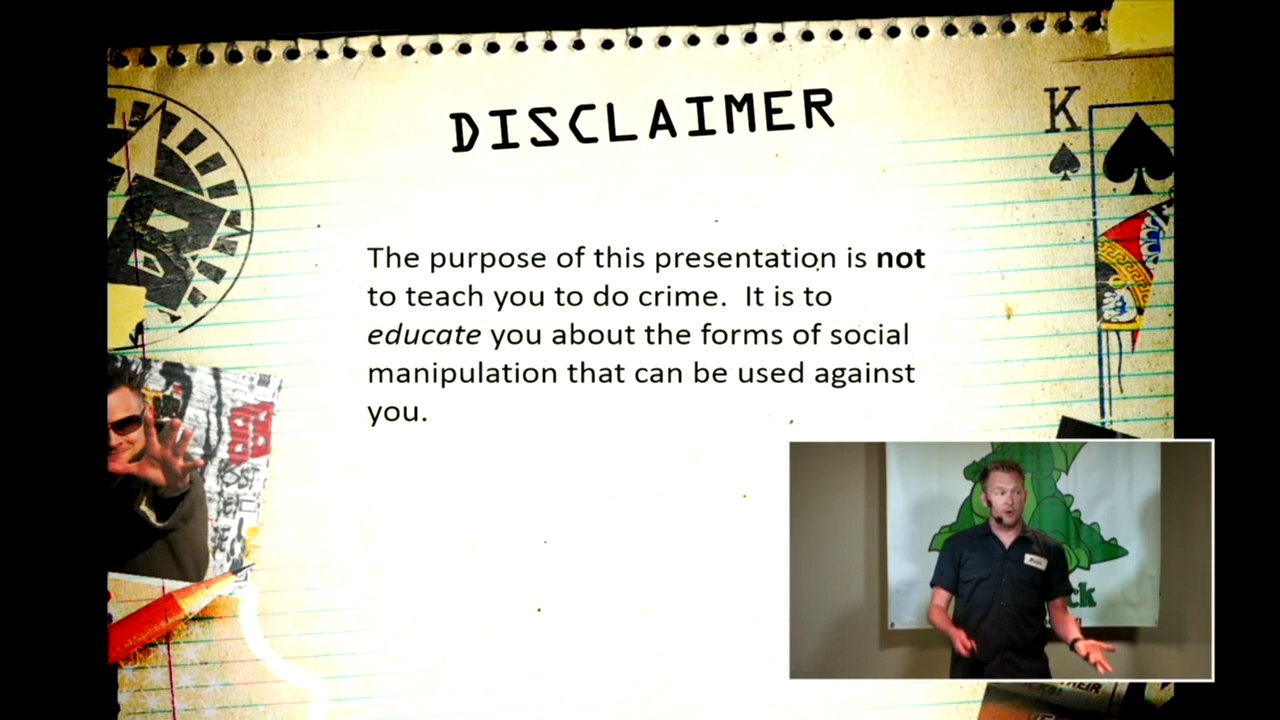 DISCLAIMER
K
The purpose of this presentation is not
to teach you to do crime.  It is to
educate you about the forms of social
manipulation that can be used against
you.
ck